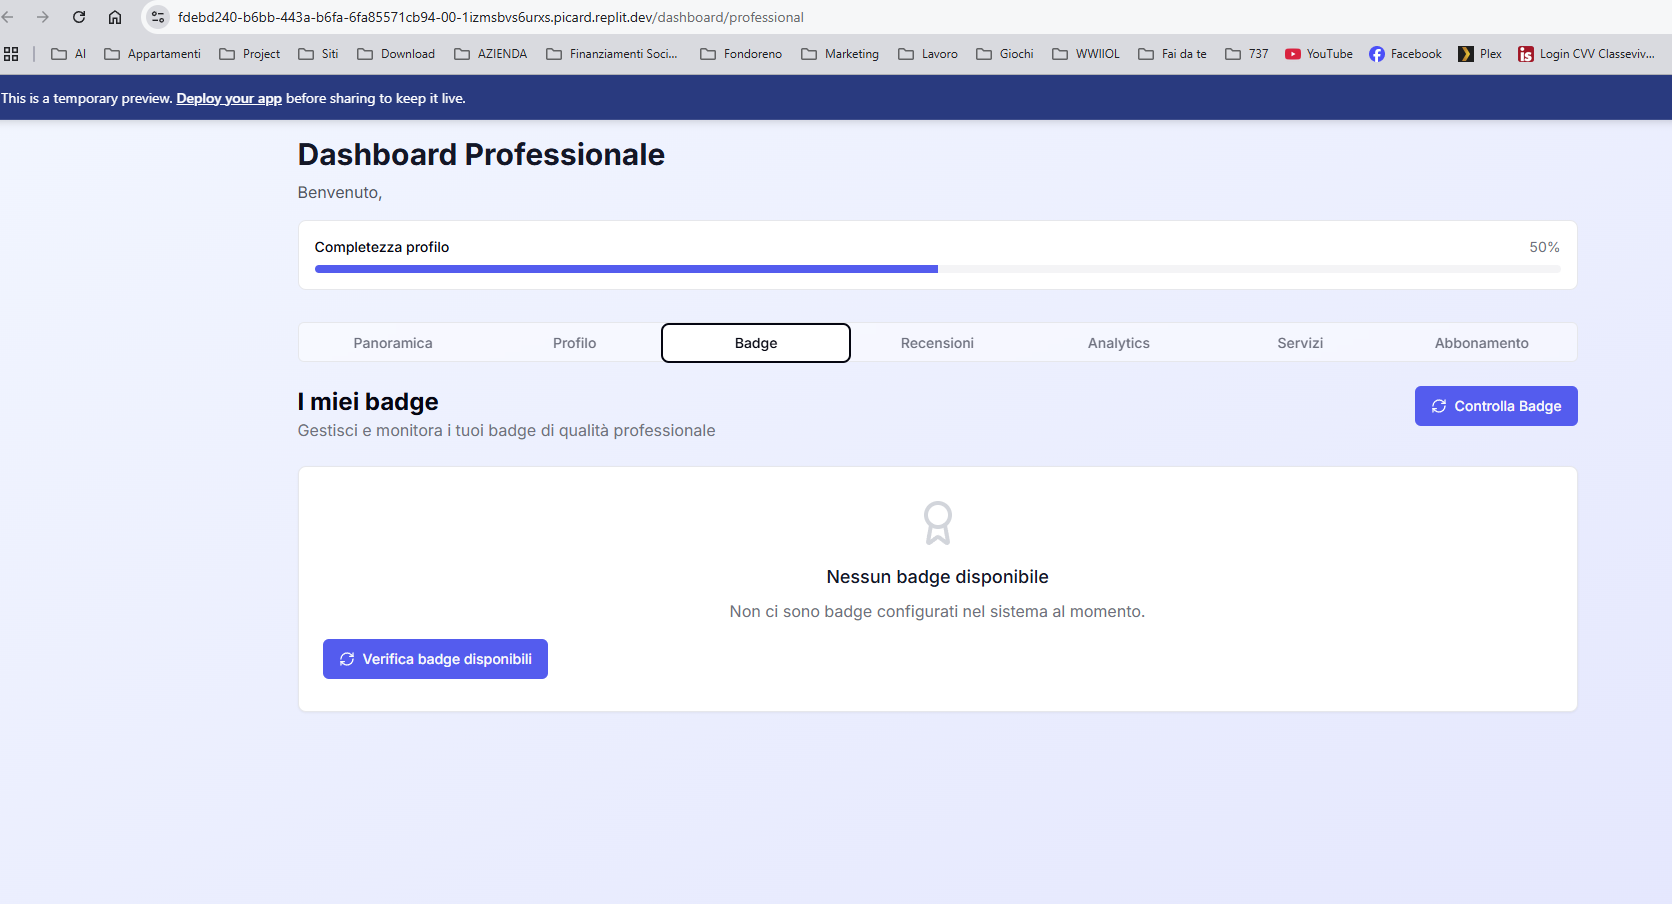 fdebd240-b6bb-443a-b6fa-6fa85571cb94-00-1izmsbvs6urxs.picard.replit.dev/dashboard/professional
AI Appartamenti Project Siti Download AZIENDA Finanziamenti Soci... Fondoreno Marketing Lavoro Giochi WWIIOL Fai da te 737 YouTube Facebook Plex Login CVV Classeviv...
This is a temporary preview. Deploy your app before sharing to keep it live.
Dashboard Professionale
Benvenuto,
Completezza profilo 50%
Panoramica Profilo Badge Recensioni Analytics Servizi Abbonamento
I miei badge
Controlla Badge
Gestisci e monitora i tuoi badge di qualità professionale
Nessun badge disponibile
Non ci sono badge configurati nel sistema al momento.
Verifica badge disponibili